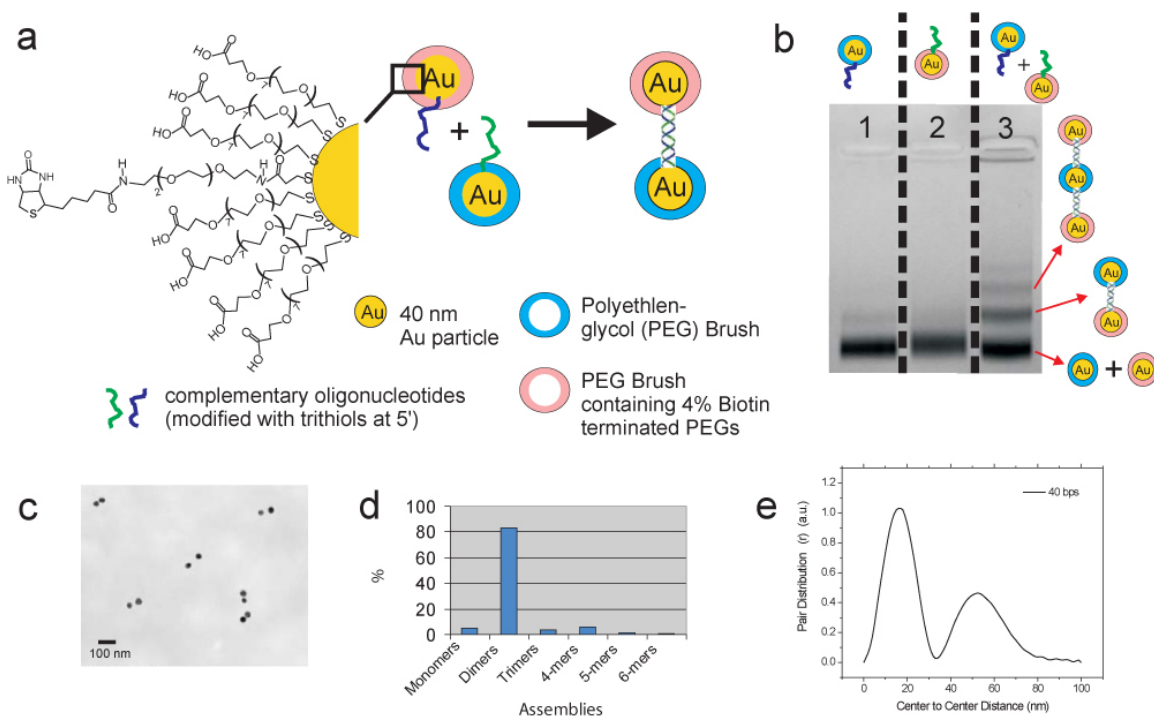 a
Au
+
Au
Au
Au
HO
O
O
O
S
HN
NH
O
S
H
N
O
2
O
O
N
H
O
S
Au
40 nm
Au particle
Polyethlen-
glycol (PEG) Brush
complementary oligonucleotides
(modified with trithiols at 5')
PEG Brush
containing 4% Biotin
terminated PEGs
b
Au
Au
Au
+
Au
1
2
3
Au
Au
Au
Au
Au
Au + Au
c
100 nm
d
100
80
60
40
20
0
%
Monomers
Dimers
Trimers
4-mers
5-mers
6-mers
Assemblies
e
40 bps
1.2
1.0
0.8
0.6
0.4
0.2
0.0
Pair Distribution (r) (a.u.)
0
20
40
60
80
100
Center to Center Distance (nm)